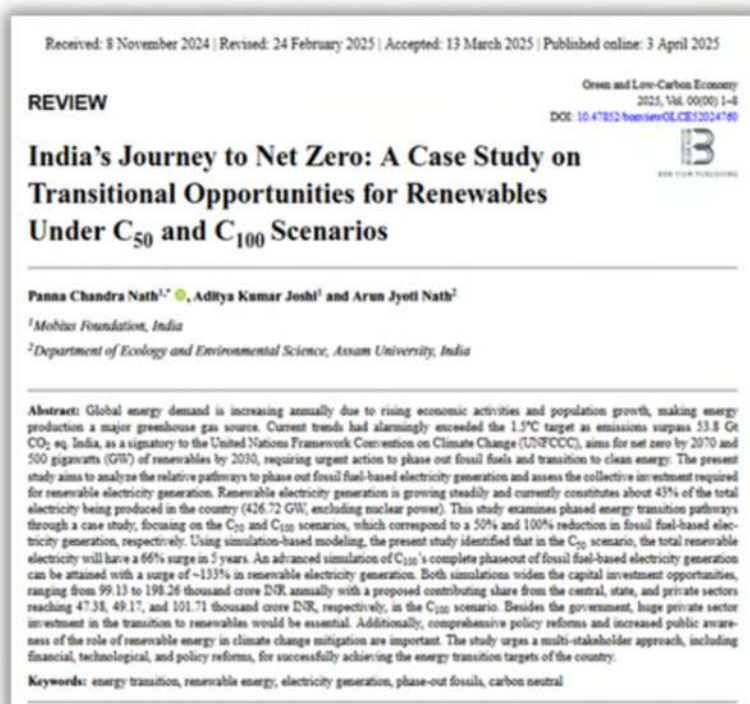 Received: 8 November 2024 | Revised: 24 February 2025 | Accepted: 13 March 2025 | Published online: 3 April 2025
REVIEW
Green and Low-Carbon Economy
2025, Vol. 00(00) 1–8
DOI: 10.47852/bonviewGLCE52024760
BON VIEW PUBLISHING
India's Journey to Net Zero: A Case Study on
Transitional Opportunities for Renewables
Under C50 and C100 Scenarios
Panna Chandra Nath1,* , Aditya Kumar Joshi1 and Arun Jyoti Nath2
1Mobius Foundation, India
2Department of Ecology and Environmental Science, Assam University, India
Abstract: Global energy demand is increasing annually due to rising economic activities and population growth, making energy
production a major greenhouse gas source. Current trends had alarmingly exceeded the 1.5°C target as emissions surpass 53.8 Gt
CO2 eq. India, as a signatory to the United Nations Framework Convention on Climate Change (UNFCCC), aims for net zero by 2070 and
500 gigawatts (GW) of renewables by 2030, requiring urgent action to phase out fossil fuels and transition to clean energy. The present
study aims to analyze the relative pathways to phase out fossil fuel-based electricity generation and assess the collective investment required
for renewable electricity generation. Renewable electricity generation is growing steadily and currently constitutes about 43% of the total
electricity being produced in the country (426.72 GW, excluding nuclear power). This study examines phased energy transition pathways
through a case study, focusing on the C50 and C100 scenarios, which correspond to a 50% and 100% reduction in fossil fuel-based elec-
tricity generation, respectively. Using simulation-based modeling, the present study identified that in the C50 scenario, the total renewable
electricity will have a 66% surge in 5 years. An advanced simulation of C100's complete phaseout of fossil fuel-based electricity generation
can be attained with a surge of ~133% in renewable electricity generation. Both simulations widen the capital investment opportunities,
ranging from 99.13 to 198.26 thousand crore INR annually with a proposed contributing share from the central, state, and private sectors
reaching 47.38, 49.17, and 101.71 thousand crore INR, respectively, in the C100 scenario. Besides the government, huge private sector
investment in the transition to renewables would be essential. Additionally, comprehensive policy reforms and increased public aware-
ness of the role of renewable energy in climate change mitigation are important. The study urges a multi-stakeholder approach, including
financial, technological, and policy reforms, for successfully achieving the energy transition targets of the country.
Keywords: energy transition, renewable energy, electricity generation, phase-out fossils, carbon neutral